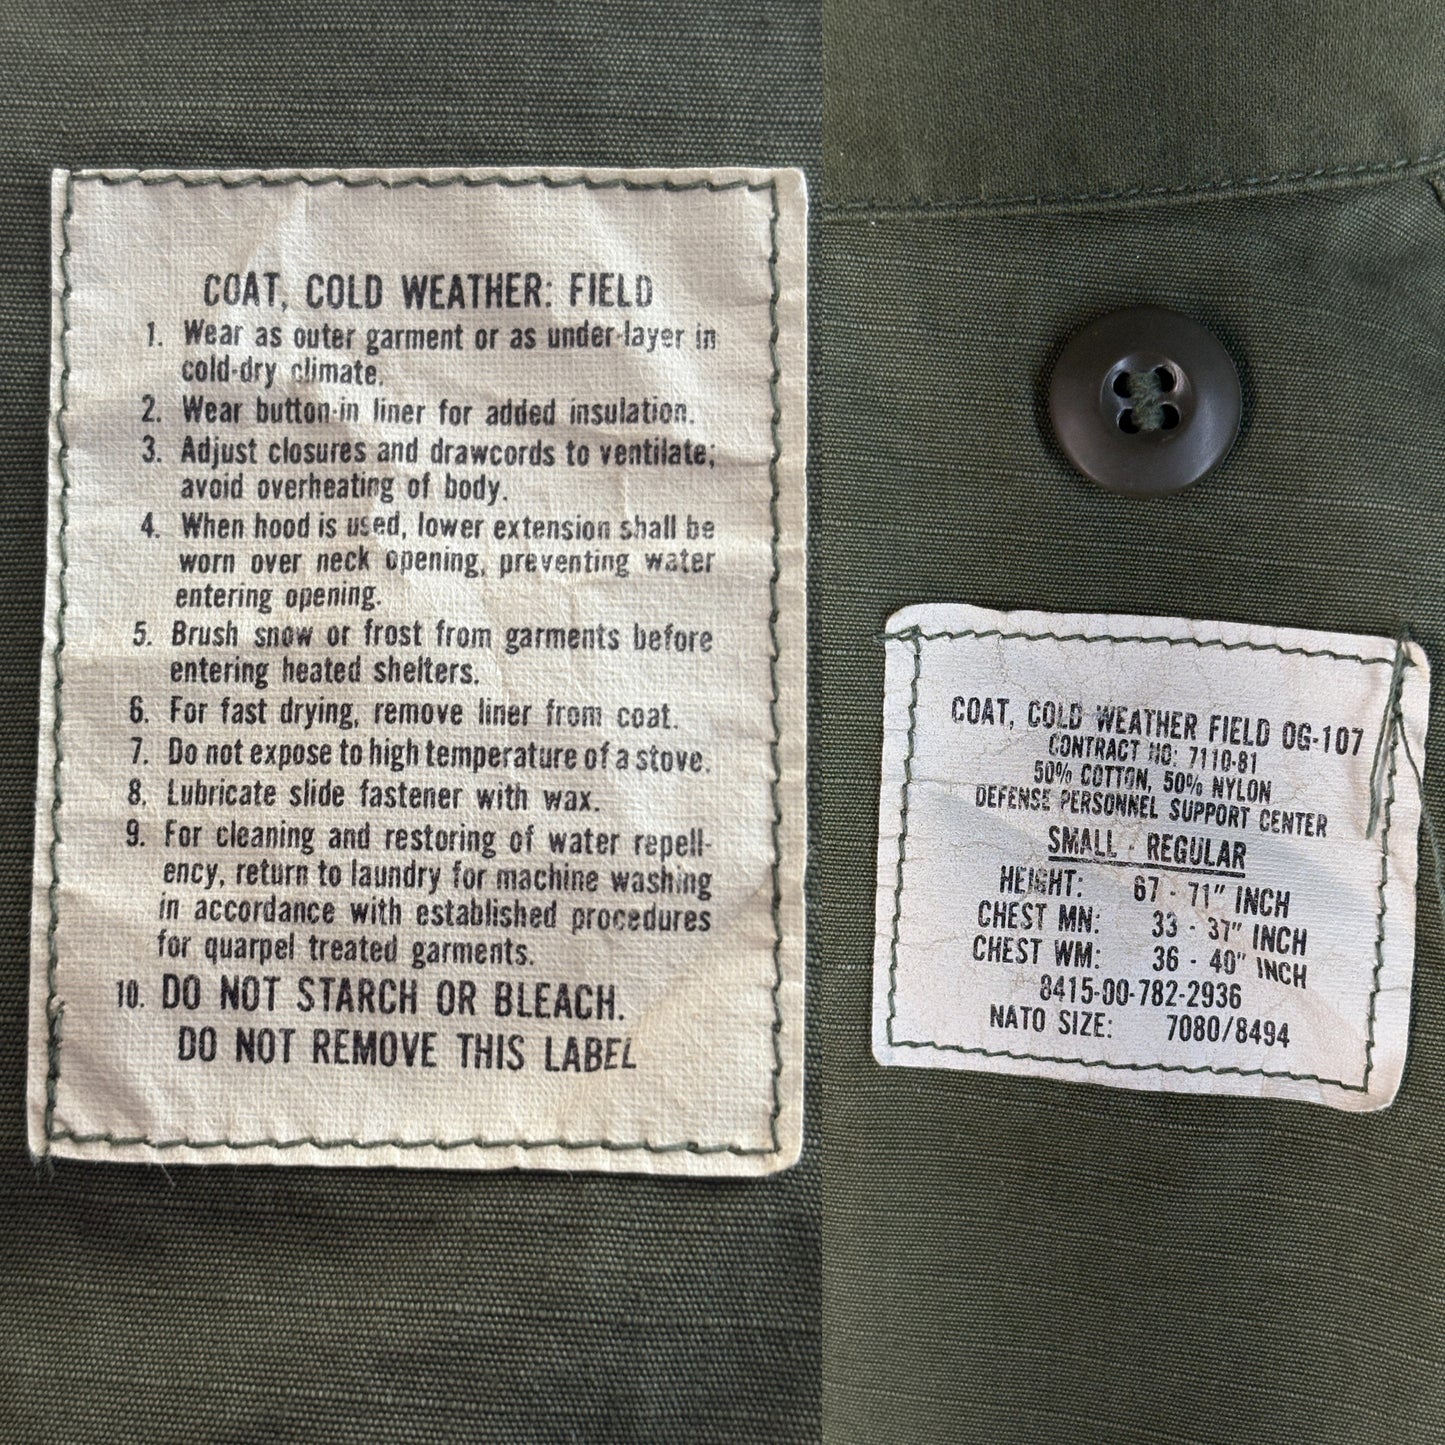 COAT, COLD WEATHER: FIELD
1. Wear as outer garment or as under-layer in
cold-dry climate.
2. Wear button-in liner for added insulation.
3. Adjust closures and drawcords to ventilate;
avoid overheating of body.
4. When hood is used, lower extension shall be
worn over neck opening, preventing water
entering opening.
5. Brush snow or frost from garments before
entering heated shelters.
6. For fast drying, remove liner from coat.
7. Do not expose to high temperature of a stove.
8. Lubricate slide fastener with wax.
9. For cleaning and restoring of water repell-
ency, return to laundry for machine washing
in accordance with established procedures
for quarpel treated garments.
10. DO NOT STARCH OR BLEACH.
DO NOT REMOVE THIS LABEL
COAT, COLD WEATHER FIELD OG-107
CONTRACT NO: 7110-81
50% COTTON, 50% NYLON
DEFENSE PERSONNEL SUPPORT CENTER
SMALL - REGULAR
HEIGHT: 67 - 71" INCH
CHEST MN: 33 - 37" INCH
CHEST WM: 36 - 40" INCH
8415-00-782-2936
NATO SIZE: 7080/8494